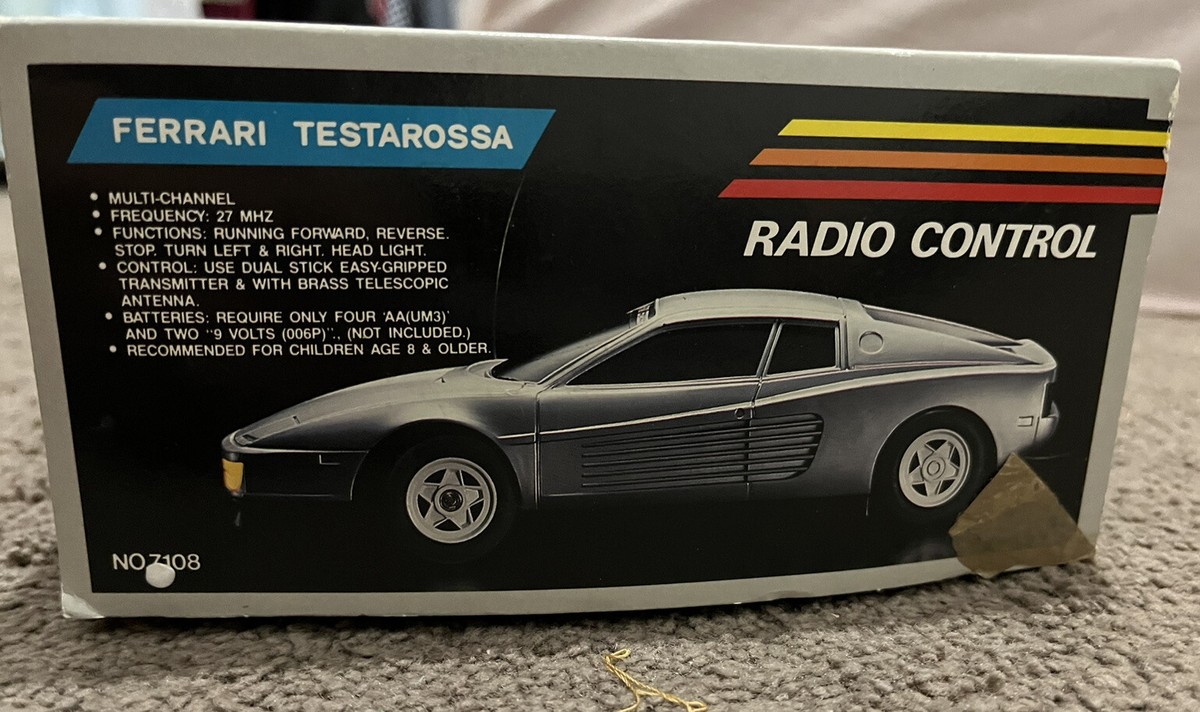 FERRARI TESTAROSSA
• MULTI-CHANNEL
• FREQUENCY: 27 MHZ
• FUNCTIONS: RUNNING FORWARD, REVERSE.
STOP. TURN LEFT & RIGHT. HEAD LIGHT.
• CONTROL: USE DUAL STICK EASY-GRIPPED
TRANSMITTER & WITH BRASS TELESCOPIC
ANTENNA.
• BATTERIES: REQUIRE ONLY FOUR 'AA(UM3)'
AND TWO "9 VOLTS (006P)".. (NOT INCLUDED.)
• RECOMMENDED FOR CHILDREN AGE 8 & OLDER.
RADIO CONTROL
NO.7108